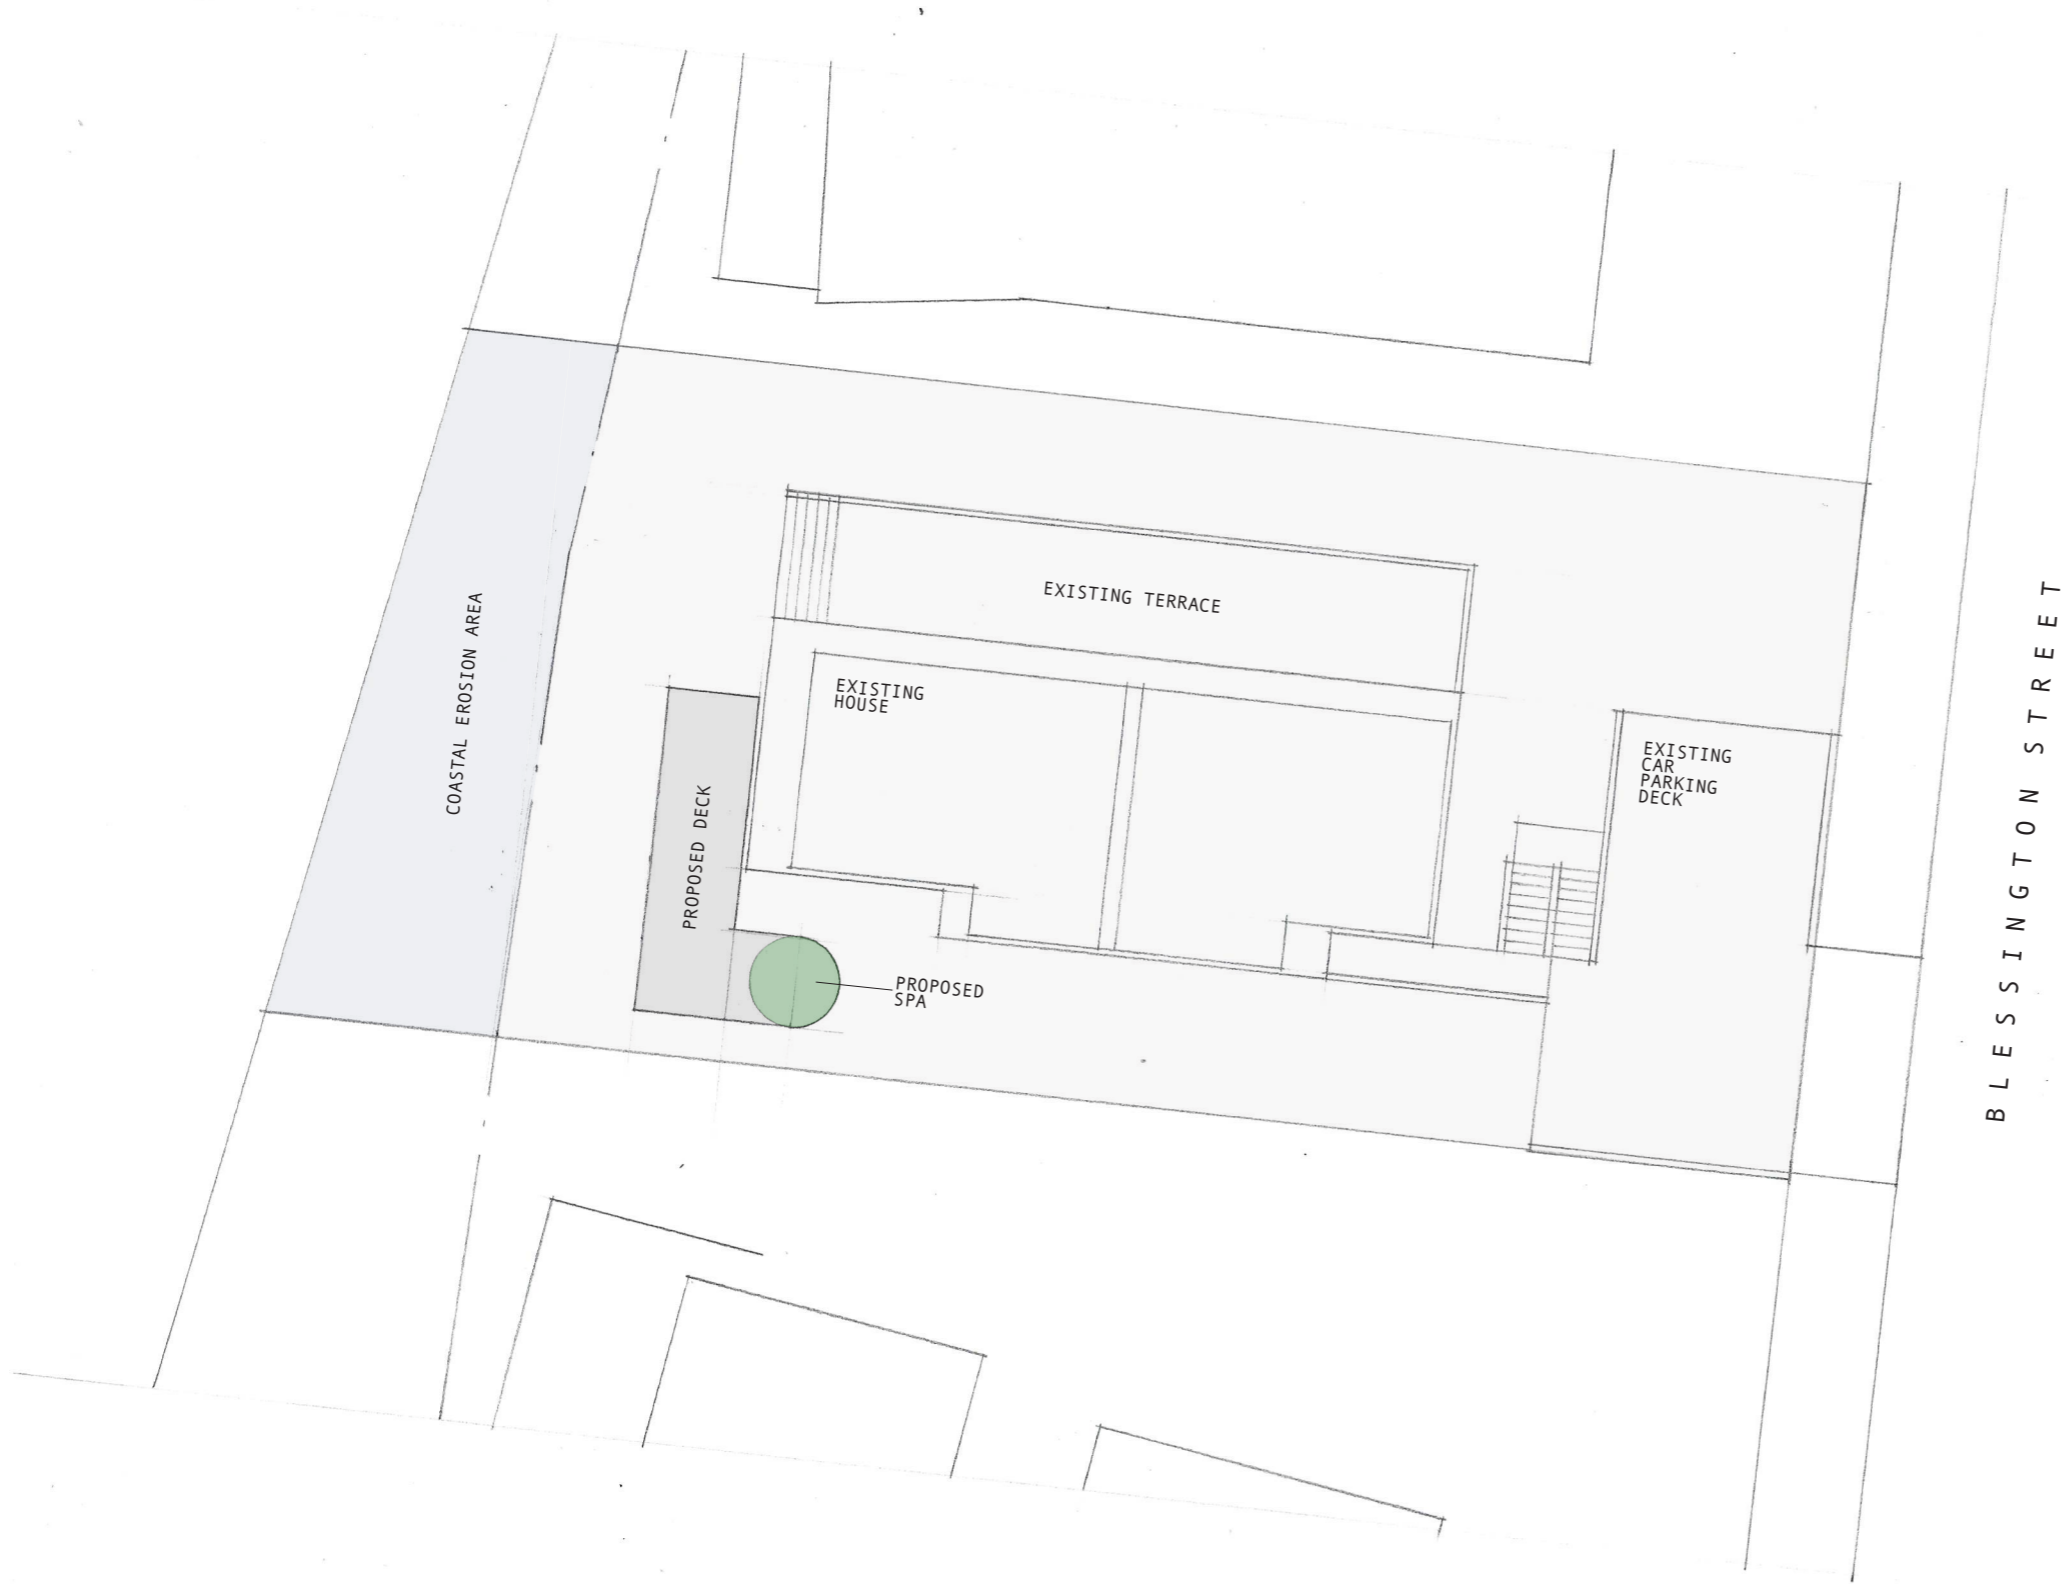 EXISTING TERRACE
EXISTING
HOUSE
COASTAL EROSION AREA
PROPOSED DECK
PROPOSED
SPA
EXISTING
CAR
PARKING
DECK
BLESSINGTON STREET